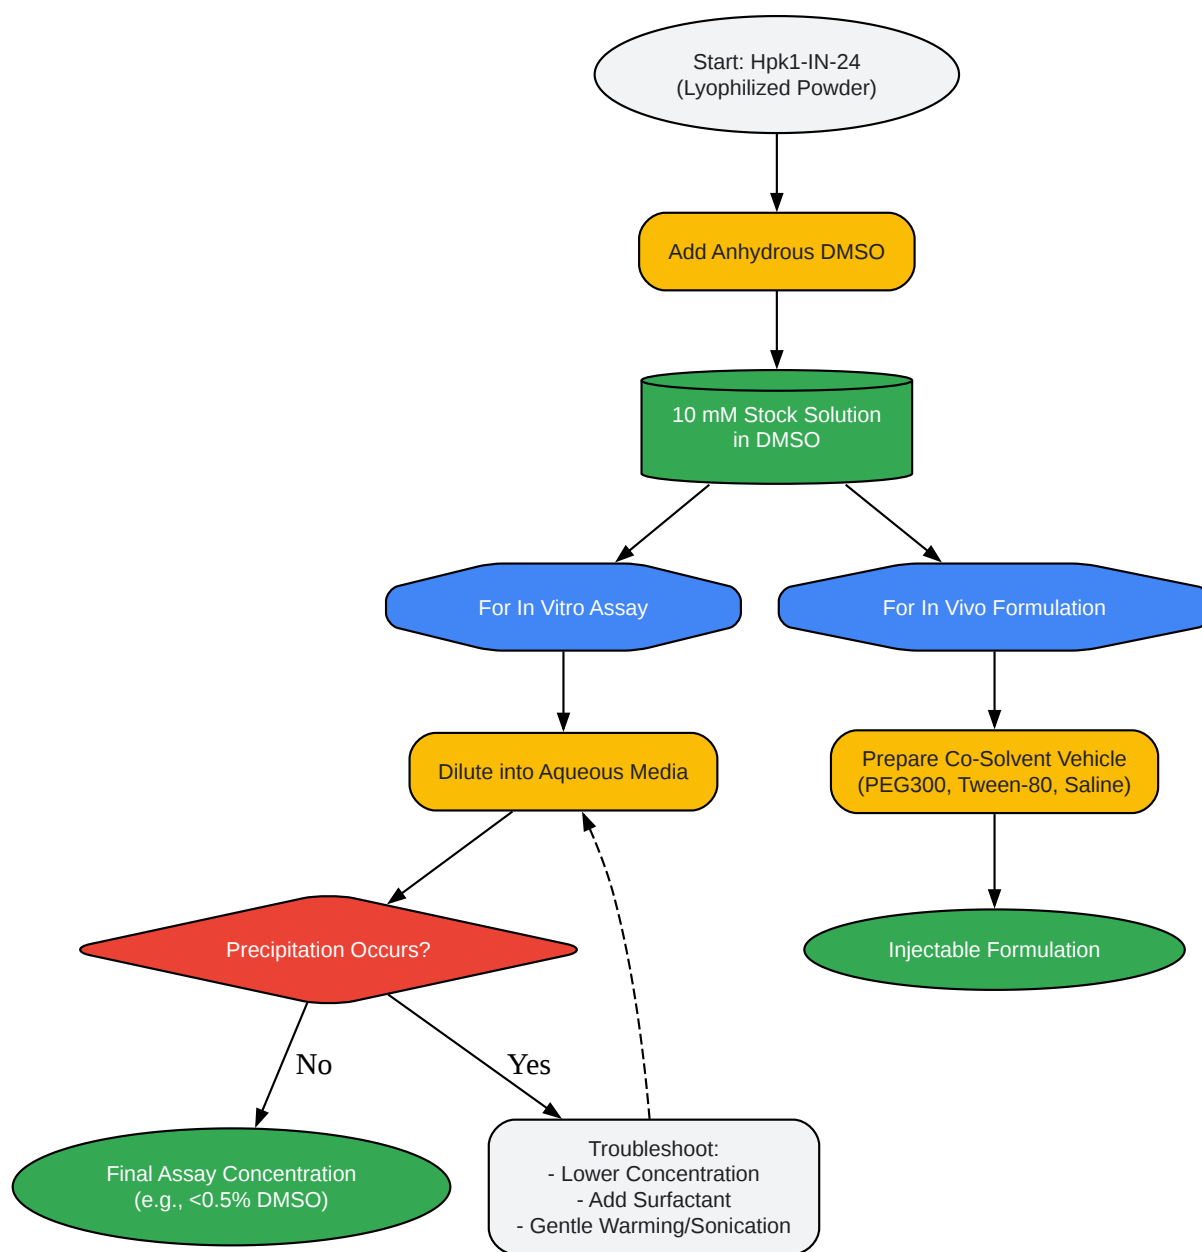 Start: Hpk1-IN-24
(Lyophilized Powder)
Add Anhydrous DMSO
10 mM Stock Solution
in DMSO
For In Vitro Assay
For In Vivo Formulation
Dilute into Aqueous Media
Prepare Co-Solvent Vehicle
(PEG300, Tween-80, Saline)
Precipitation Occurs?
Injectable Formulation
No
Yes
Final Assay Concentration
(e.g., <0.5% DMSO)
Troubleshoot:
- Lower Concentration
- Add Surfactant
- Gentle Warming/Sonication